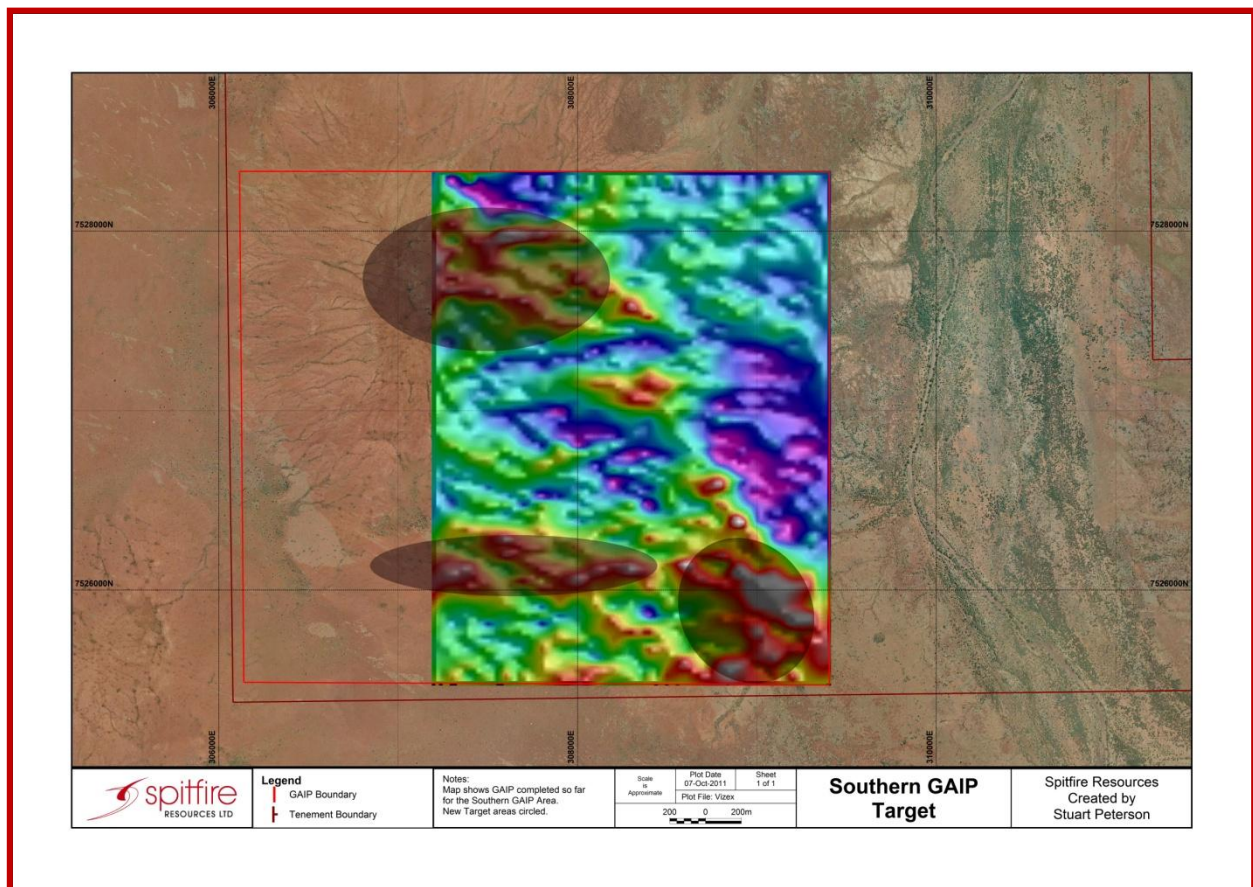 306000E
308000E
310000E
7528000N
7528000N
7526000N
7526000N
306000E
308000E
310000E
spitfire
RESOURCES LTD
Legend
GAIP Boundary
Tenement Boundary
Notes:
Map shows GAIP completed so far
for the Southern GAIP Area.
New Target areas circled.
Scale
is
Approximate
Plot Date
07-Oct-2011
Sheet
1 of 1
Plot File: Vizex
200 0 200m
Southern GAIP
Target
Spitfire Resources
Created by
Stuart Peterson